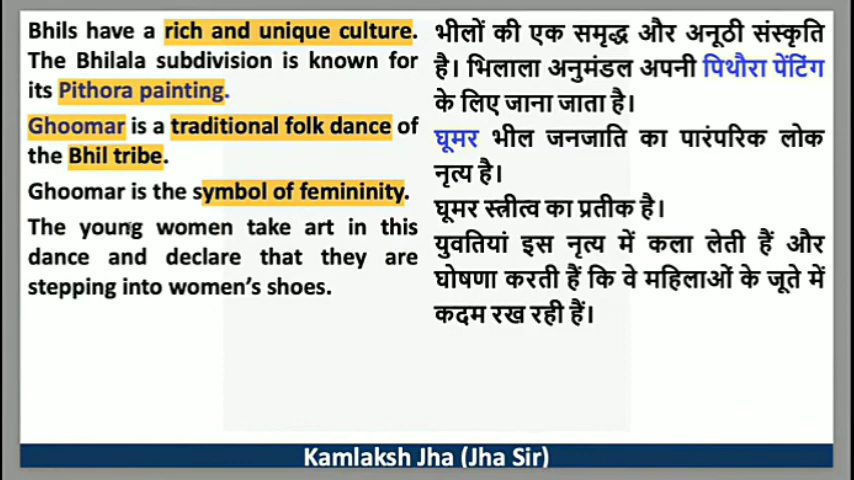 Bhils have a rich and unique culture.
The Bhilala subdivision is known for
its Pithora painting.
Ghoomar is a traditional folk dance of
the Bhil tribe.
Ghoomar is the symbol of femininity.
The young women take art in this
dance and declare that they are
stepping into women's shoes.
भीलों की एक समृद्ध और अनूठी संस्कृति
है। भिलाला अनुमंडल अपनी पिथौरा पेंटिंग
के लिए जाना जाता है।
घूमर भील जनजाति का पारंपरिक लोक
नृत्य है।
घूमर स्त्रीत्व का प्रतीक है।
युवतियां इस नृत्य में कला लेती हैं और
घोषणा करती हैं कि वे महिलाओं के जूते में
कदम रख रही हैं।
Kamlaksh Jha (Jha Sir)